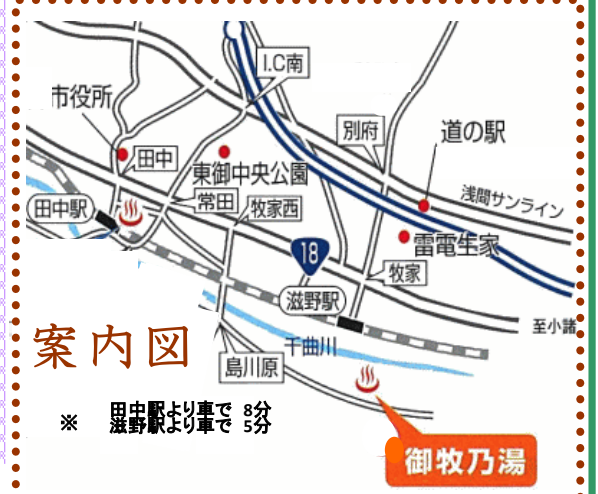 I.C南
市役所
別府
道の駅
田中
東御中央公園
浅間サンライン
常田
牧家西
田中駅
雷電生家
18
牧家
滋野駅
至小諸
案内図
千曲川
島川原
※ 田中駅より車で 8分
滋野駅より車で 5分
御牧乃湯